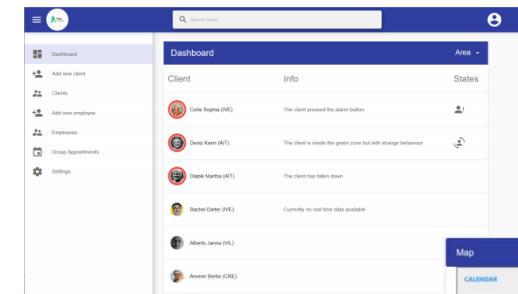 Search clients...
Dashboard
Add new client
Clients
Add new employee
Employees
Group Appointments
Settings
Dashboard Area
Client Info States
Corle Sophia (IVE) The client pressed the alarm button
Deniz Karin (AIT) The client is inside the green zone but with strange behaviour
Dlabik Martha (AIT) The client has fallen down
Bachel Dieter (IVE) Currently no real time data available
Alberts Janna (VIL)
Ammer Bertie (CRE)
Map
CALENDAR